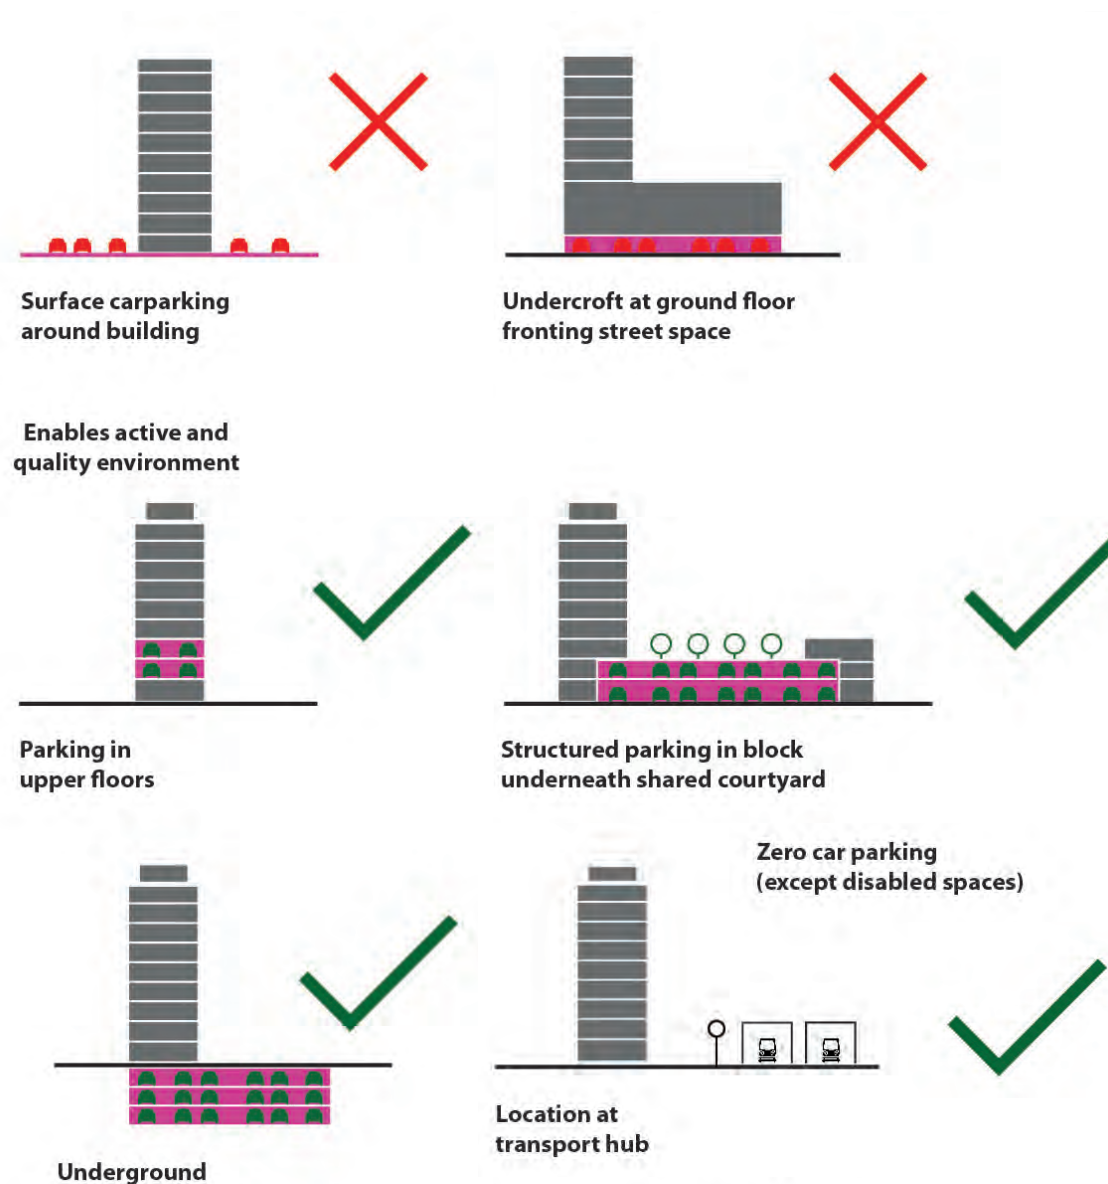 Surface carparking
around building
Undercroft at ground floor
fronting street space
Enables active and
quality environment
Parking in
upper floors
Structured parking in block
underneath shared courtyard
Zero car parking
(except disabled spaces)
Location at
transport hub
Underground